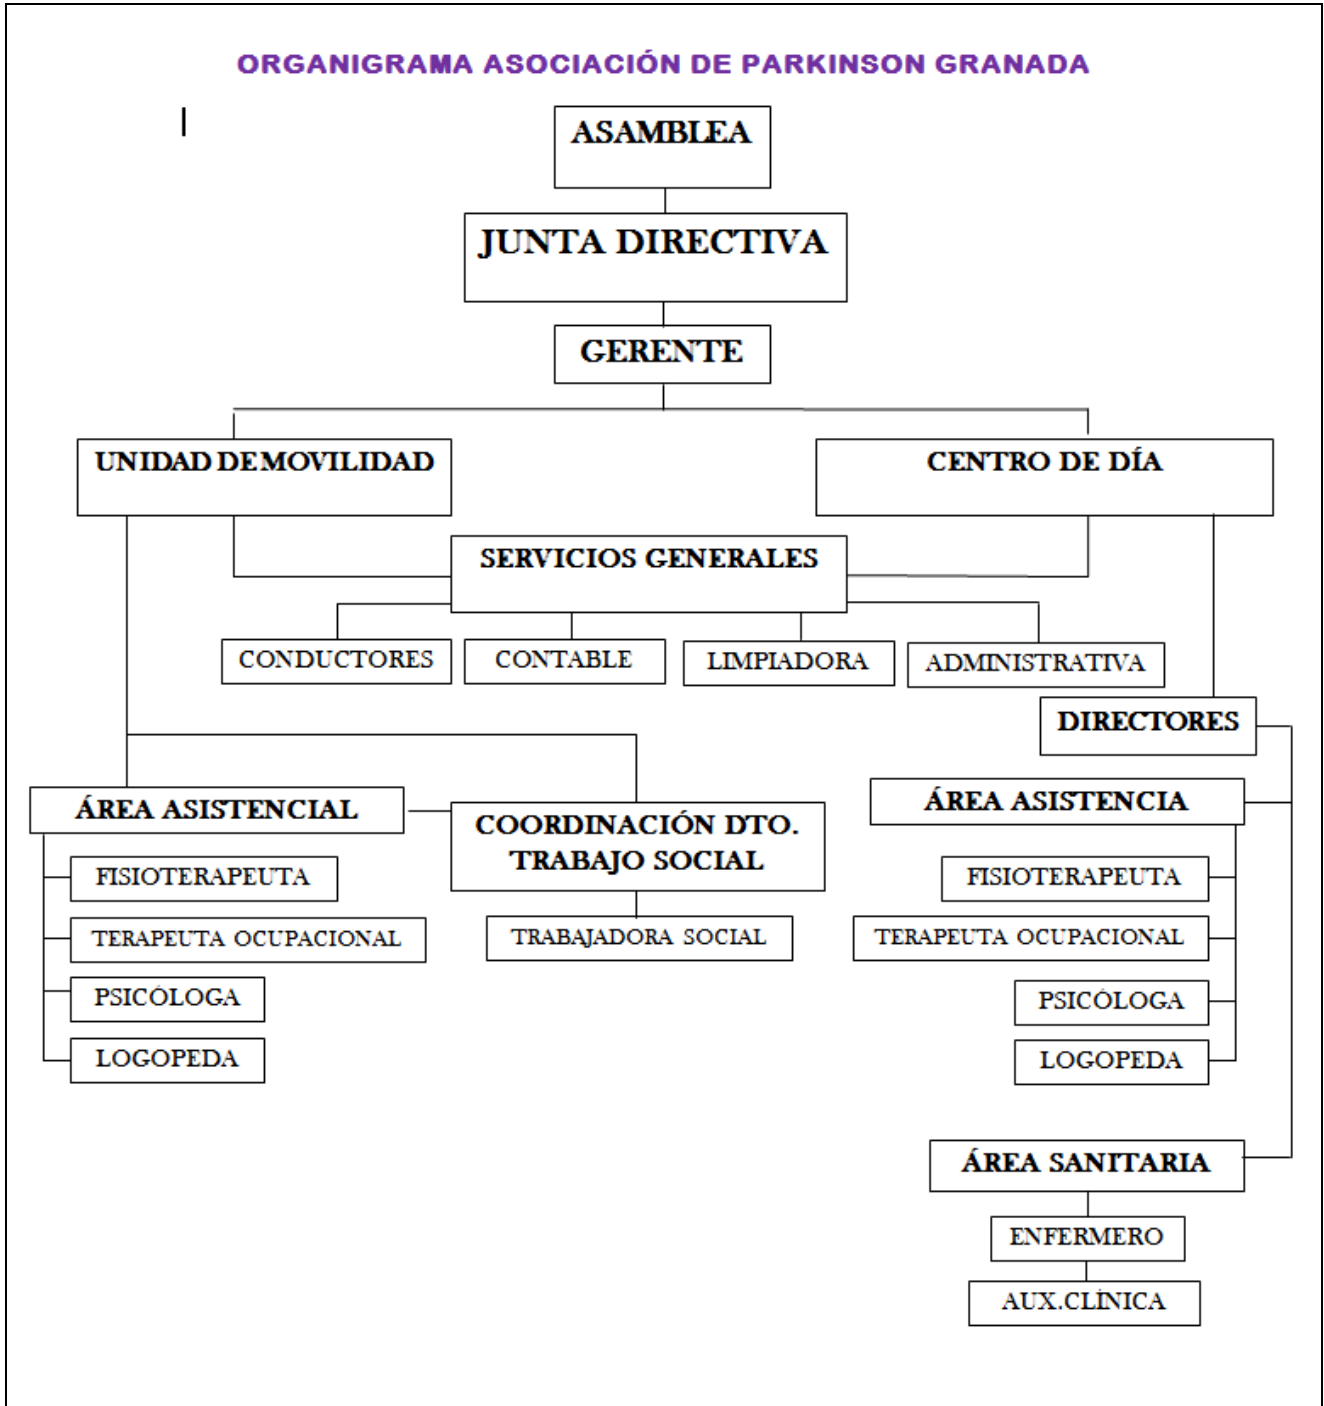 ORGANIGRAMA ASOCIACIÓN DE PARKINSON GRANADA
ASAMBLEA
JUNTA DIRECTIVA
GERENTE
UNIDAD DE MOVILIDAD
CENTRO DE DÍA
SERVICIOS GENERALES
CONDUCTORES
CONTABLE
LIMPIADORA
ADMINISTRATIVA
DIRECTORES
ÁREA ASISTENCIAL
FISIOTERAPEUTA
TERAPEUTA OCUPACIONAL
PSICÓLOGA
LOGOPEDA
COORDINACIÓN DTO.
TRABAJO SOCIAL
TRABAJADORA SOCIAL
ÁREA ASISTENCIA
FISIOTERAPEUTA
TERAPEUTA OCUPACIONAL
PSICÓLOGA
LOGOPEDA
ÁREA SANITARIA
ENFERMERO
AUX.CLÍNICA